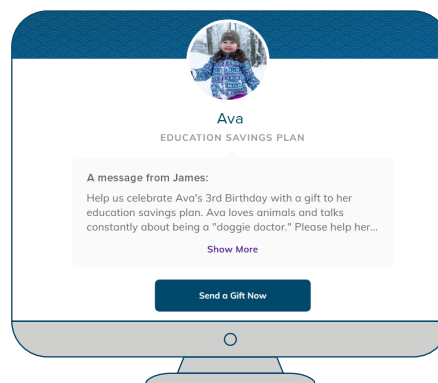 Ava
EDUCATION SAVINGS PLAN
A message from James:
Help us celebrate Ava's 3rd Birthday with a gift to her
education savings plan. Ava loves animals and talks
constantly about being a "doggie doctor." Please help her...
Show More
Send a Gift Now